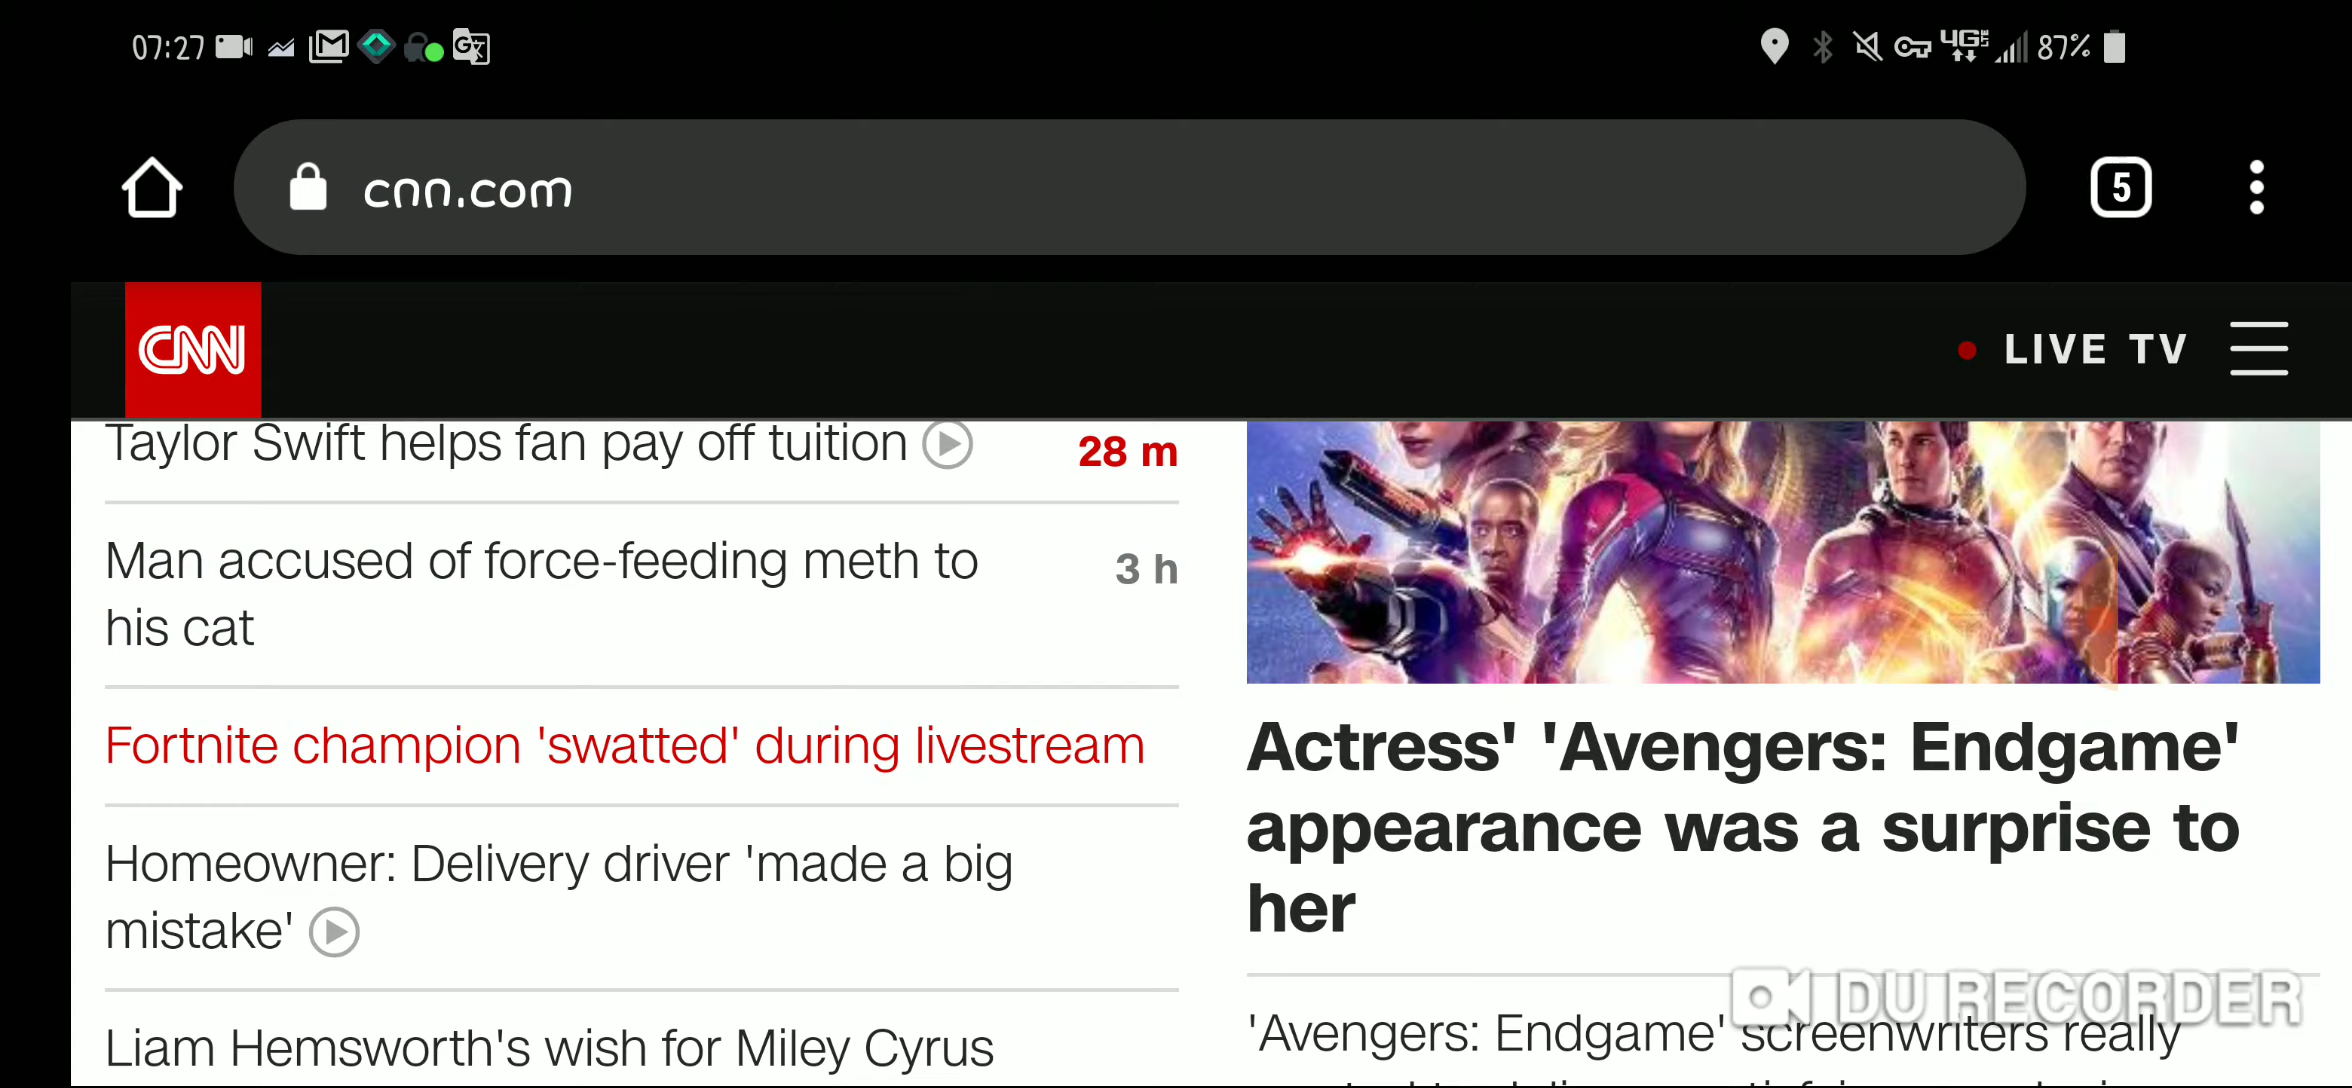 07:27
4G LTE 87%
cnn.com
5
CNN
LIVE TV
Taylor Swift helps fan pay off tuition
28 m
Man accused of force-feeding meth to
his cat
3 h
Fortnite champion 'swatted' during livestream
Homeowner: Delivery driver 'made a big
mistake'
Liam Hemsworth's wish for Miley Cyrus
Actress' 'Avengers: Endgame'
appearance was a surprise to
her
DU RECORDER
'Avengers: Endgame' screenwriters really